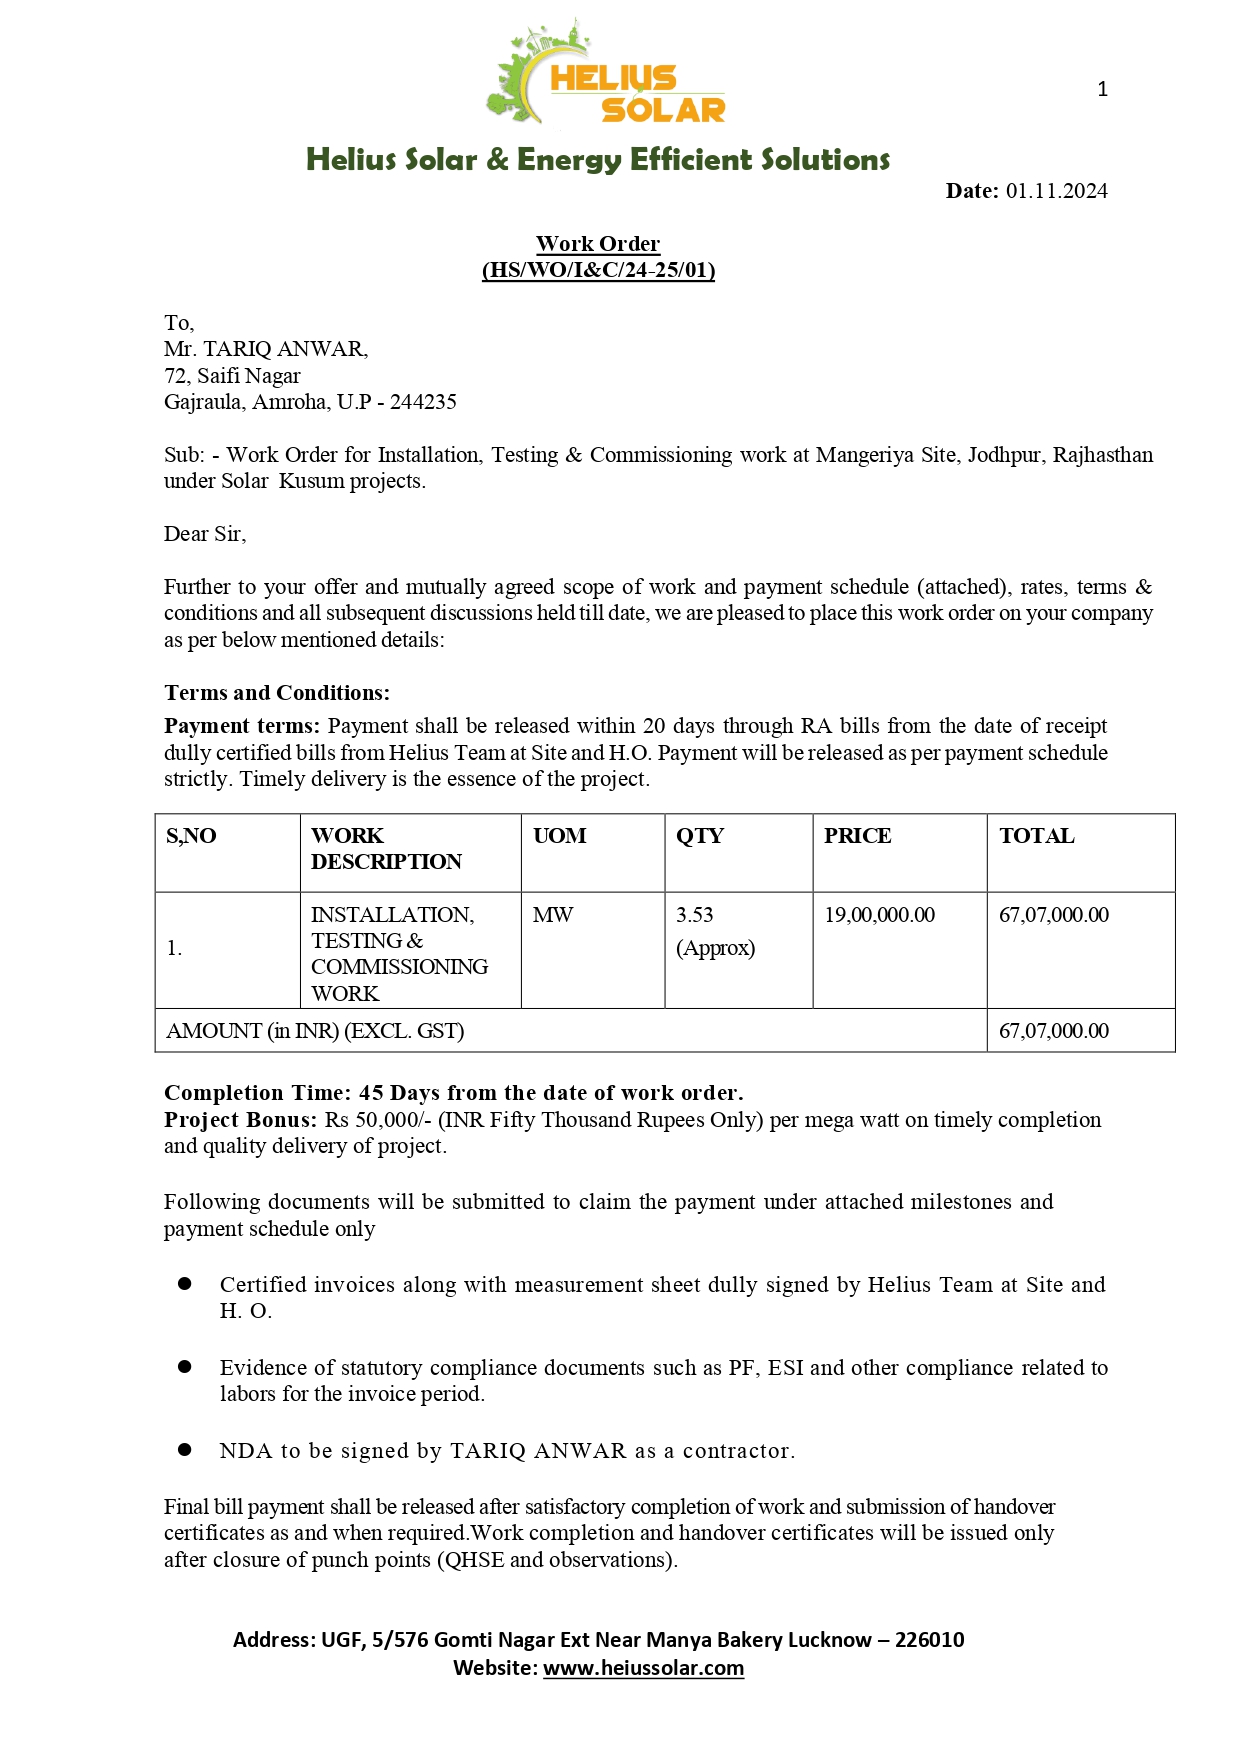 HELIUS
SOLAR
1
Helius Solar & Energy Efficient Solutions
Date: 01.11.2024
Work Order
(HS/WO/I&C/24-25/01)
To,
Mr. TARIQ ANWAR,
72, Saifi Nagar
Gajraula, Amroha, U.P - 244235
Sub: - Work Order for Installation, Testing & Commissioning work at Mangeriya Site, Jodhpur, Rajhasthan
under Solar Kusum projects.
Dear Sir,
Further to your offer and mutually agreed scope of work and payment schedule (attached), rates, terms &
conditions and all subsequent discussions held till date, we are pleased to place this work order on your company
as per below mentioned details:
Terms and Conditions:
Payment terms: Payment shall be released within 20 days through RA bills from the date of receipt
dully certified bills from Helius Team at Site and H.O. Payment will be released as per payment schedule
strictly. Timely delivery is the essence of the project.
S,NO WORK UOM QTY PRICE TOTAL
DESCRIPTION
INSTALLATION, MW 3.53 19,00,000.00 67,07,000.00
TESTING &
1. (Approx)
COMMISSIONING
WORK
AMOUNT (in INR) (EXCL. GST) 67,07,000.00
Completion Time: 45 Days from the date of work order.
Project Bonus: Rs 50,000/- (INR Fifty Thousand Rupees Only) per mega watt on timely completion
and quality delivery of project.
Following documents will be submitted to claim the payment under attached milestones and
payment schedule only
● Certified invoices along with measurement sheet dully signed by Helius Team at Site and
H. O.
● Evidence of statutory compliance documents such as PF, ESI and other compliance related to
labors for the invoice period.
● NDA to be signed by TARIQ ANWAR as a contractor.
Final bill payment shall be released after satisfactory completion of work and submission of handover
certificates as and when required.Work completion and handover certificates will be issued only
after closure of punch points (QHSE and observations).
Address: UGF, 5/576 Gomti Nagar Ext Near Manya Bakery Lucknow – 226010
Website: www.heiussolar.com